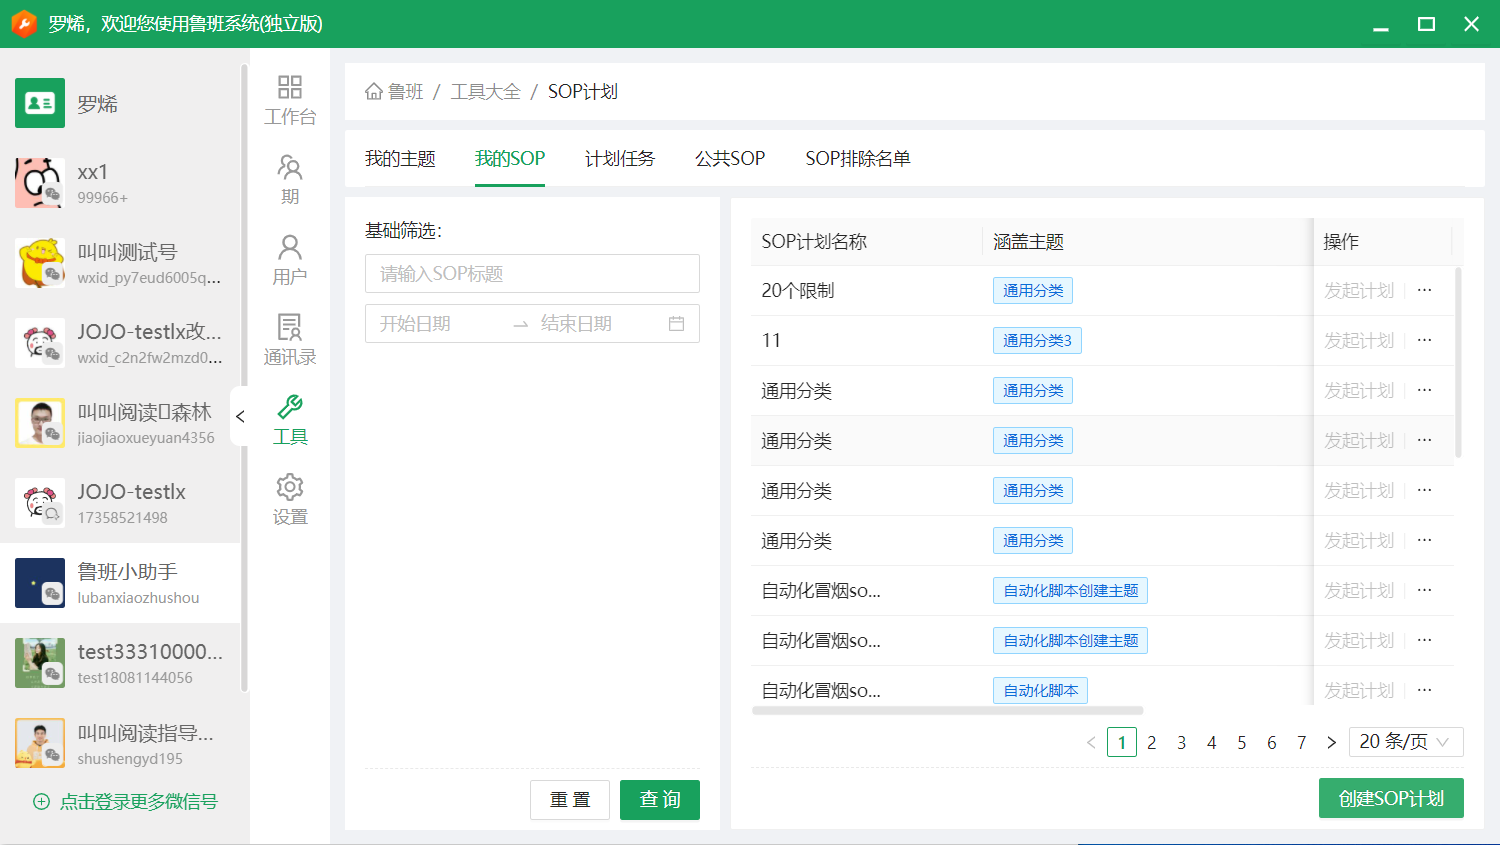 罗烯，欢迎您使用鲁班系统(独立版)
罗烯
xx1
99966+
叫叫测试号
wxid_py7eud6005q...
JOJO-testlx改...
wxid_c2n2fw2mzd0...
叫叫阅读▯森林
jiaojiaoxueyuan4356
JOJO-testlx
17358521498
鲁班小助手
lubanxiaozhushou
test33310000...
test18081144056
叫叫阅读指导...
shushengyd195
点击登录更多微信号
工作台
期
用户
通讯录
工具
设置
鲁班 / 工具大全 / SOP计划
我的主题 我的SOP 计划任务 公共SOP SOP排除名单
基础筛选：
请输入SOP标题
开始日期 → 结束日期
重 置 查 询
SOP计划名称 涵盖主题 操作
20个限制 通用分类 发起计划 ···
11 通用分类3 发起计划 ···
通用分类 通用分类 发起计划 ···
通用分类 通用分类 发起计划 ···
通用分类 通用分类 发起计划 ···
通用分类 通用分类 发起计划 ···
自动化冒烟so... 自动化脚本创建主题 发起计划 ···
自动化冒烟so... 自动化脚本创建主题 发起计划 ···
自动化冒烟so... 自动化脚本 发起计划 ···
< 1 2 3 4 5 6 7 > 20 条/页
创建SOP计划